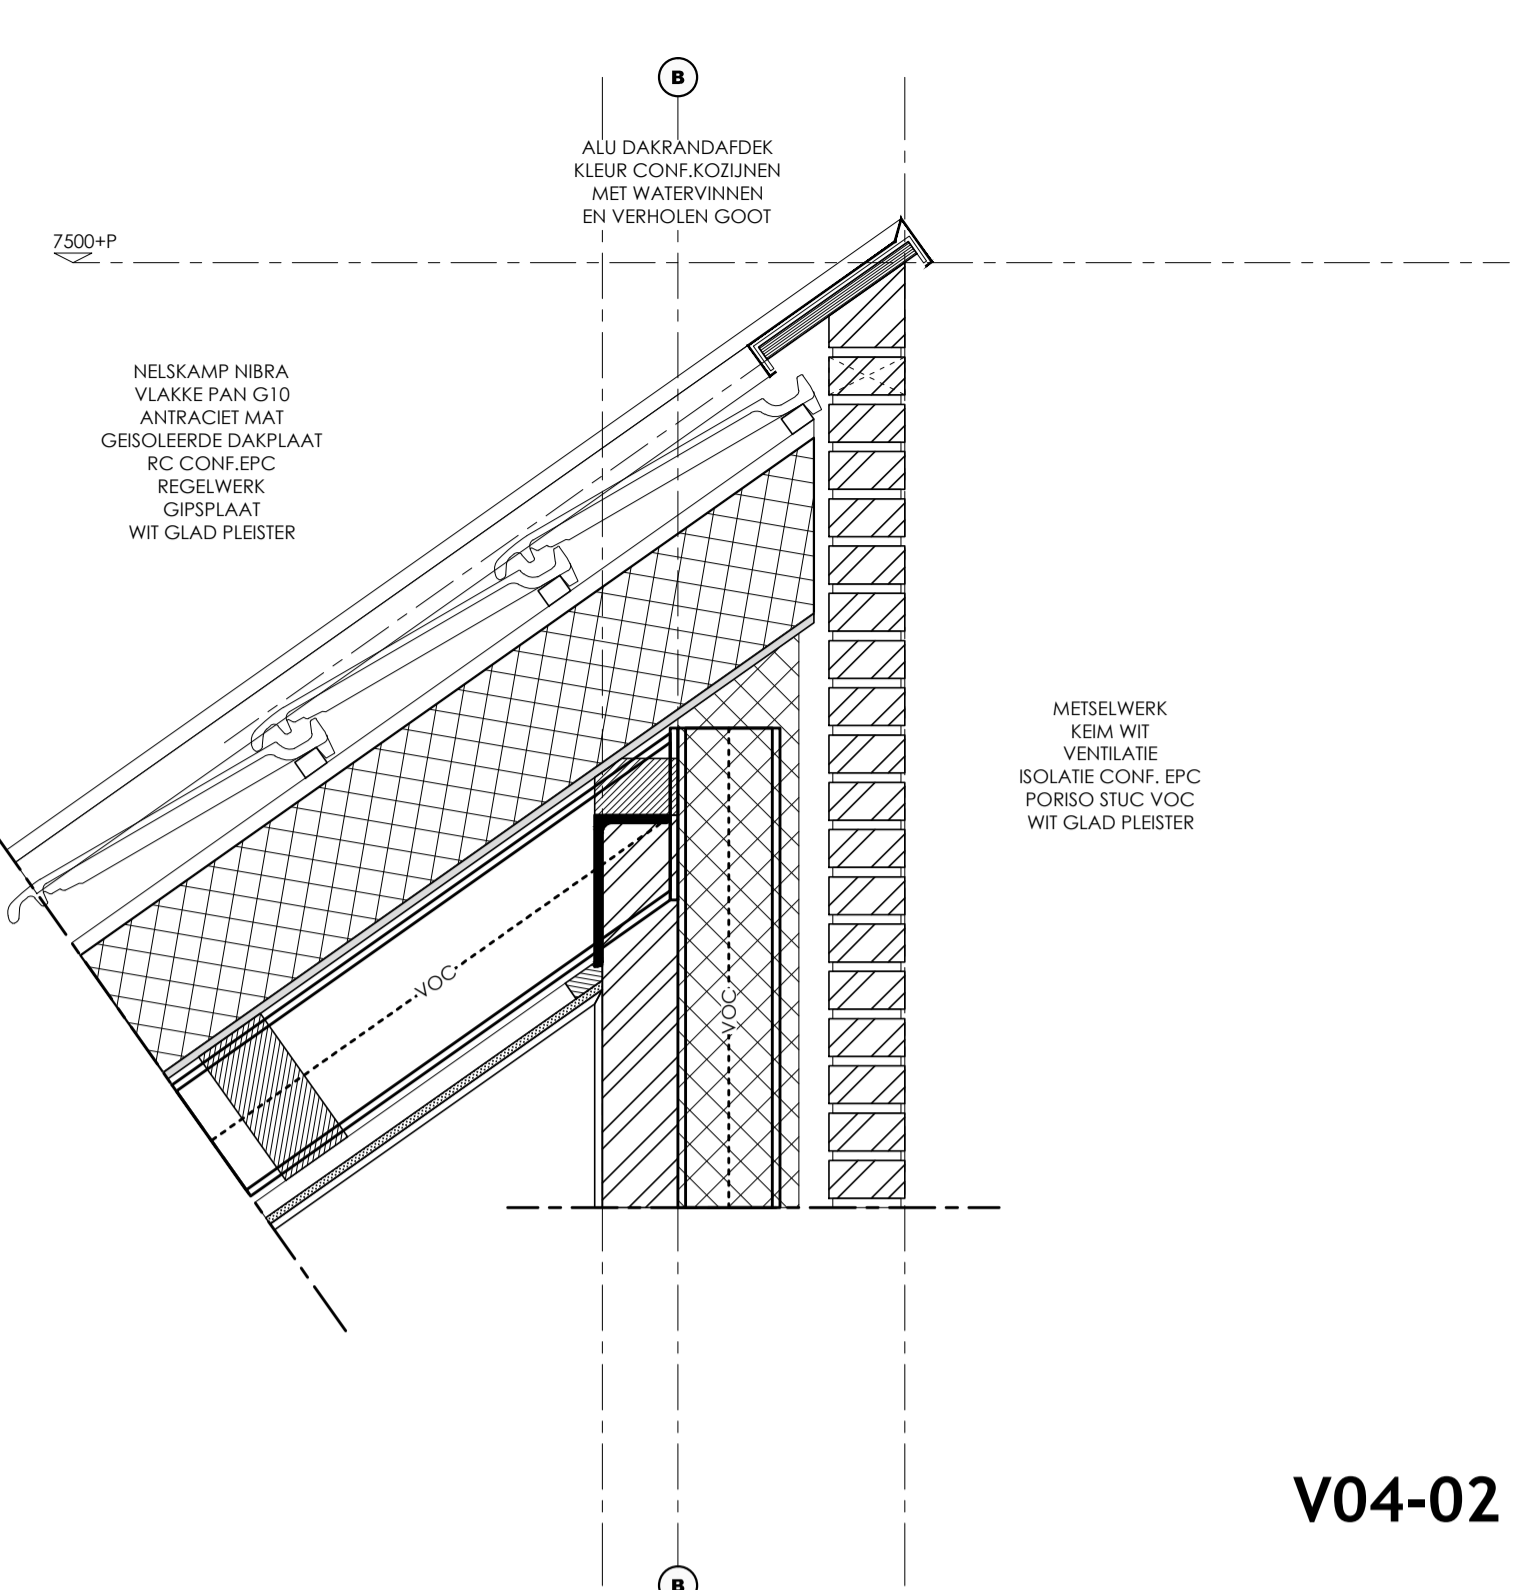 B
ALU DAKRANDAFDEK
KLEUR CONF.KOZIJNEN
MET WATERVINNEN
EN VERHOLEN GOOT
7500+P
NELSKAMP NIBRA
VLAKKE PAN G10
ANTRACIET MAT
GEISOLEERDE DAKPLAAT
RC CONF.EPC
REGELWERK
GIPSPLAAT
WIT GLAD PLEISTER
METSELWERK
KEIM WIT
VENTILATIE
ISOLATIE CONF. EPC
PORISO STUC VOC
WIT GLAD PLEISTER
VOC
VOC
V04-02
B